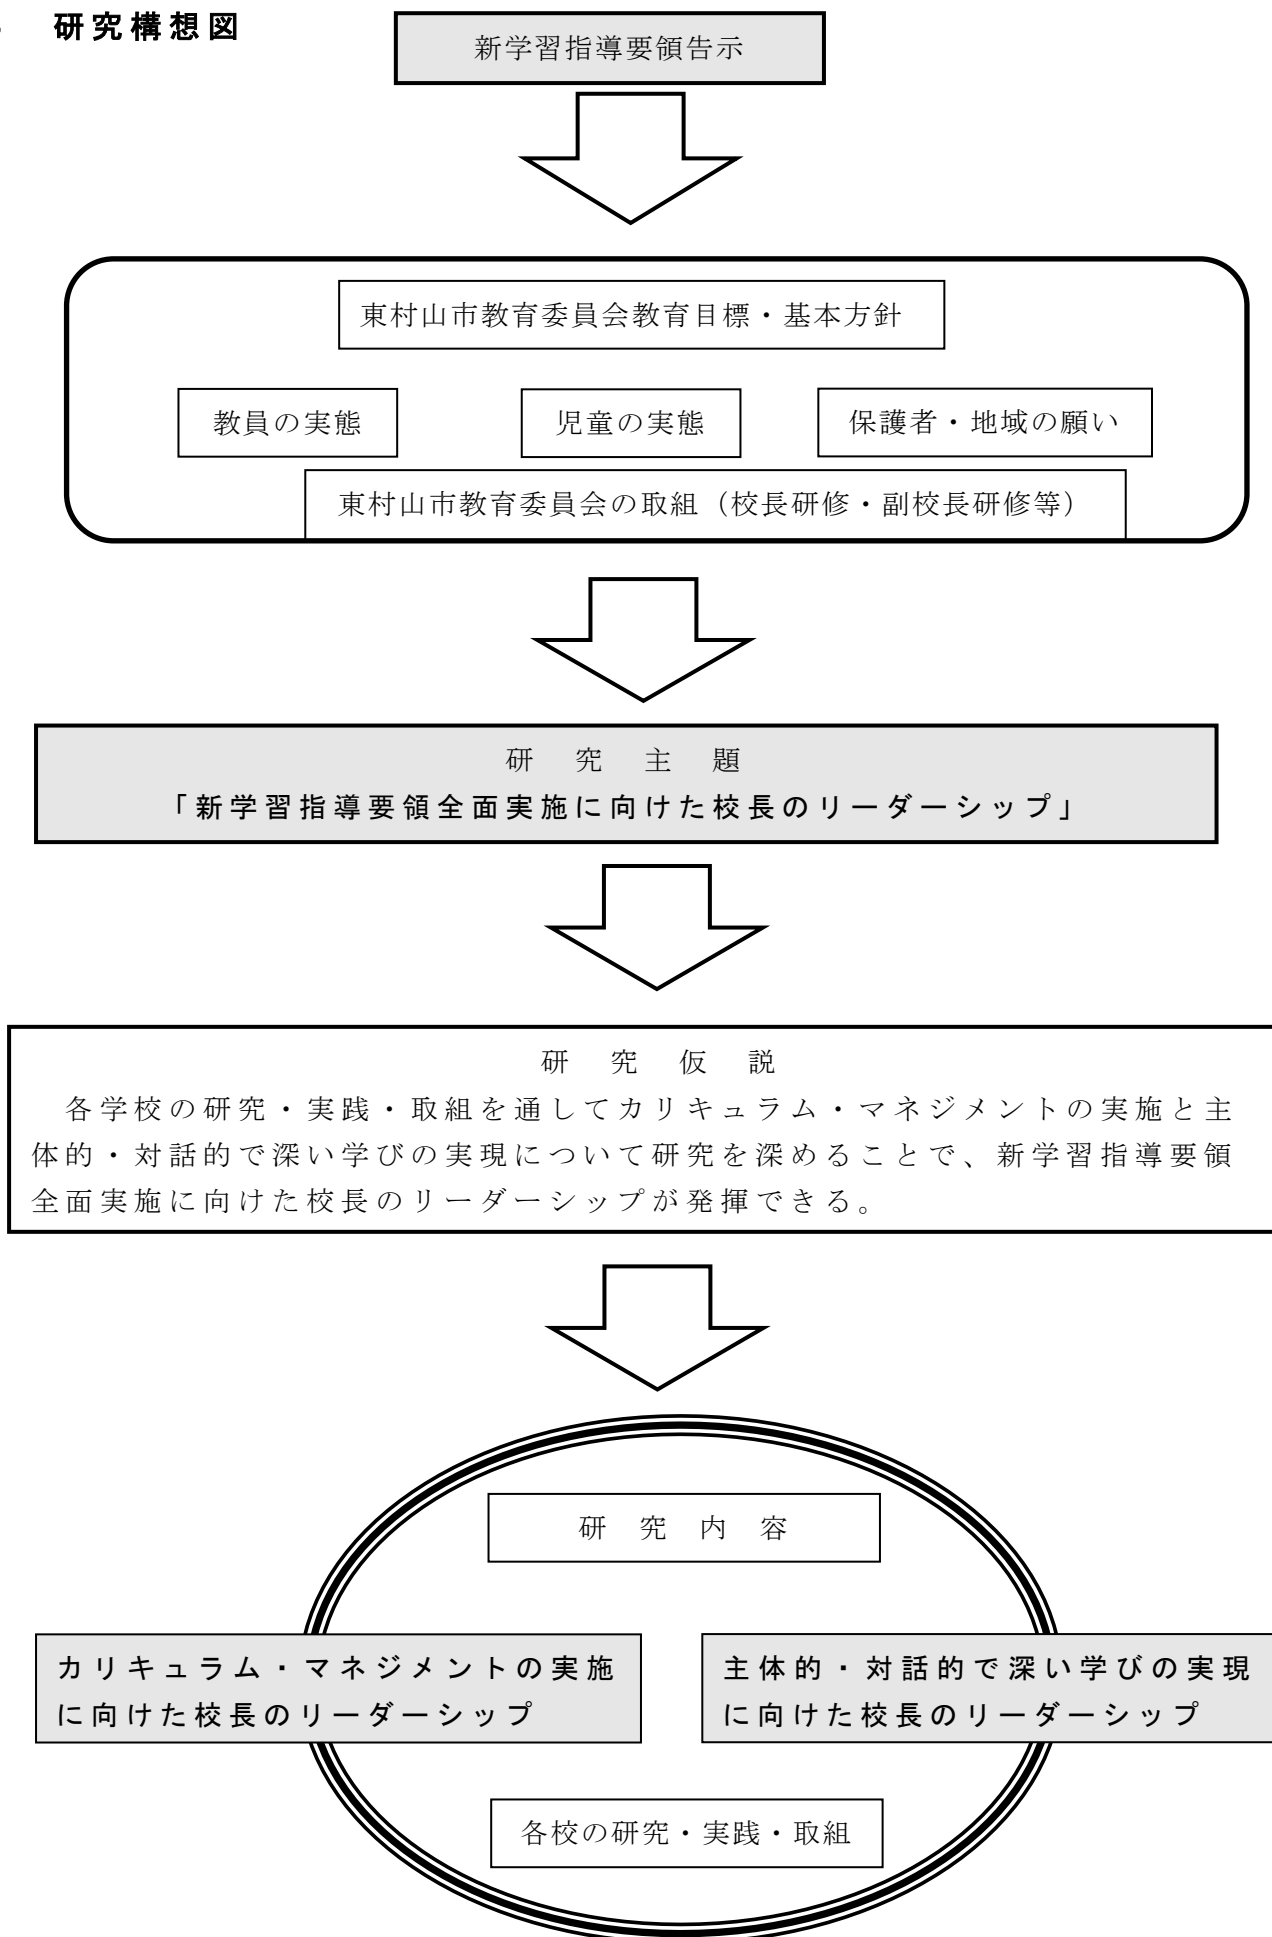 研究構想図
新学習指導要領告示
東村山市教育委員会教育目標・基本方針
教員の実態
児童の実態
保護者・地域の願い
東村山市教育委員会の取組（校長研修・副校長研修等）
研　究　主　題
「新学習指導要領全面実施に向けた校長のリーダーシップ」
研　究　仮　説
各学校の研究・実践・取組を通してカリキュラム・マネジメントの実施と主
体的・対話的で深い学びの実現について研究を深めることで、新学習指導要領
全面実施に向けた校長のリーダーシップが発揮できる。
研　究　内　容
カリキュラム・マネジメントの実施
に向けた校長のリーダーシップ
主体的・対話的で深い学びの実現
に向けた校長のリーダーシップ
各校の研究・実践・取組